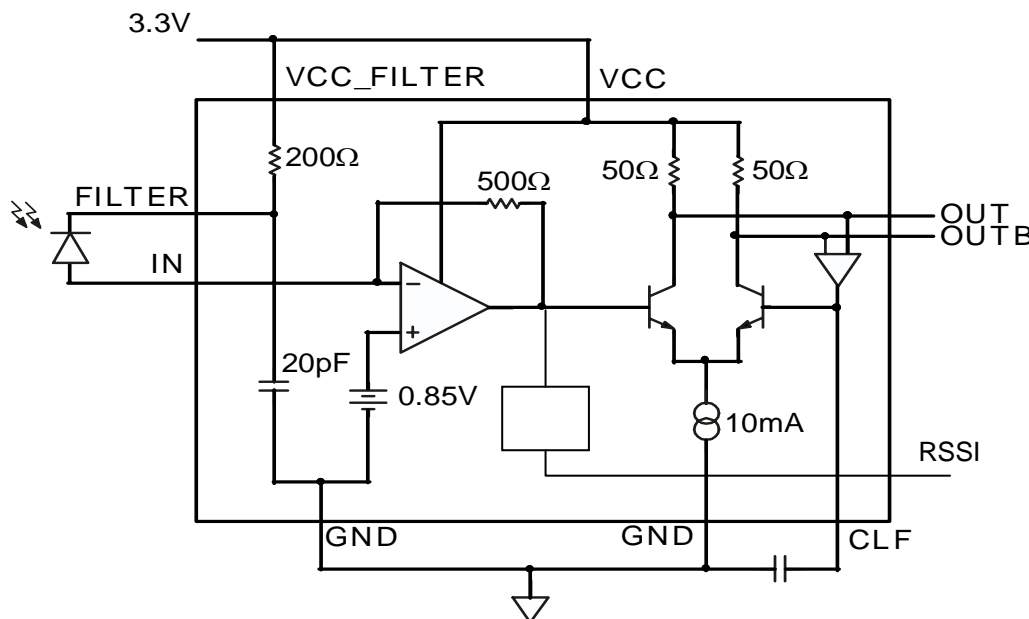 3.3V
VCC_FILTER
VCC
200Ω
50Ω
50Ω
FILTER
500Ω
OUT
OUTB
IN
−
+
20pF
0.85V
10mA
RSSI
GND
GND
CLF